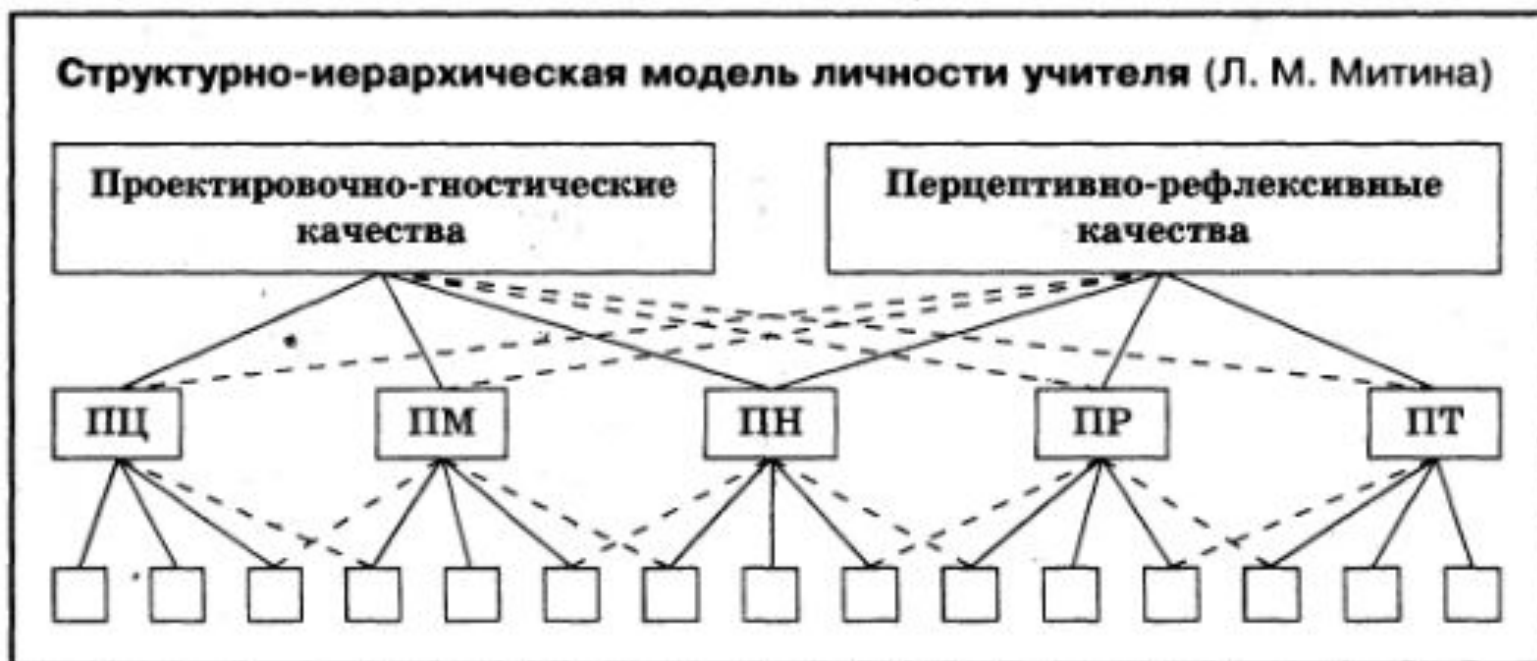 Структурно-иерархическая модель личности учителя (Л. М. Митина)
Проектировочно-гностические
качества
Перцептивно-рефлексивные
качества
ПЦ
ПМ
ПН
ПР
ПТ